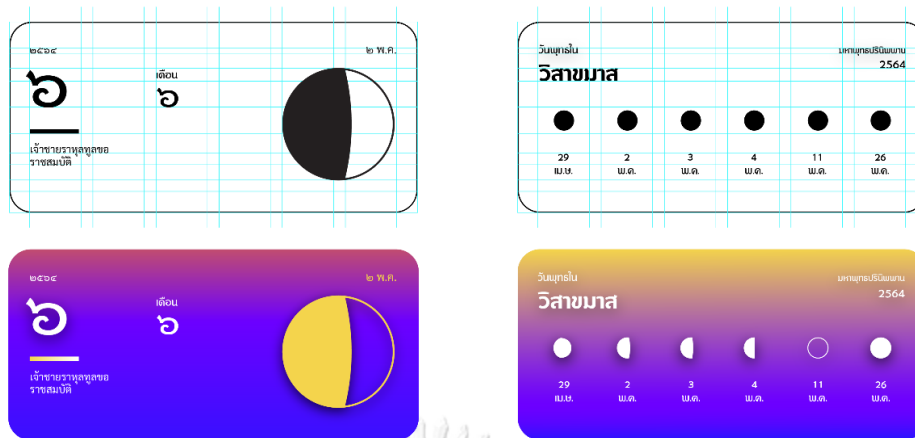 ๒๕๖๔
๒ พ.ค.
๖
เดือน
๖
เจ้าชายราหุลทูลขอ
ราชสมบัติ
วันพุทธใน
วิสาขมาส
มหาพุทธปรินิพพาน
2564
29 2 3 4 11 26
เม.ษ. พ.ค. พ.ค. พ.ค. พ.ค. พ.ค.
๒๕๖๔
๒ พ.ค.
๖
เดือน
๖
เจ้าชายราหุลทูลขอ
ราชสมบัติ
วันพุทธใน
วิสาขมาส
มหาพุทธปรินิพพาน
2564
29 2 3 4 11 26
เม.ษ. พ.ค. พ.ค. พ.ค. พ.ค. พ.ค.